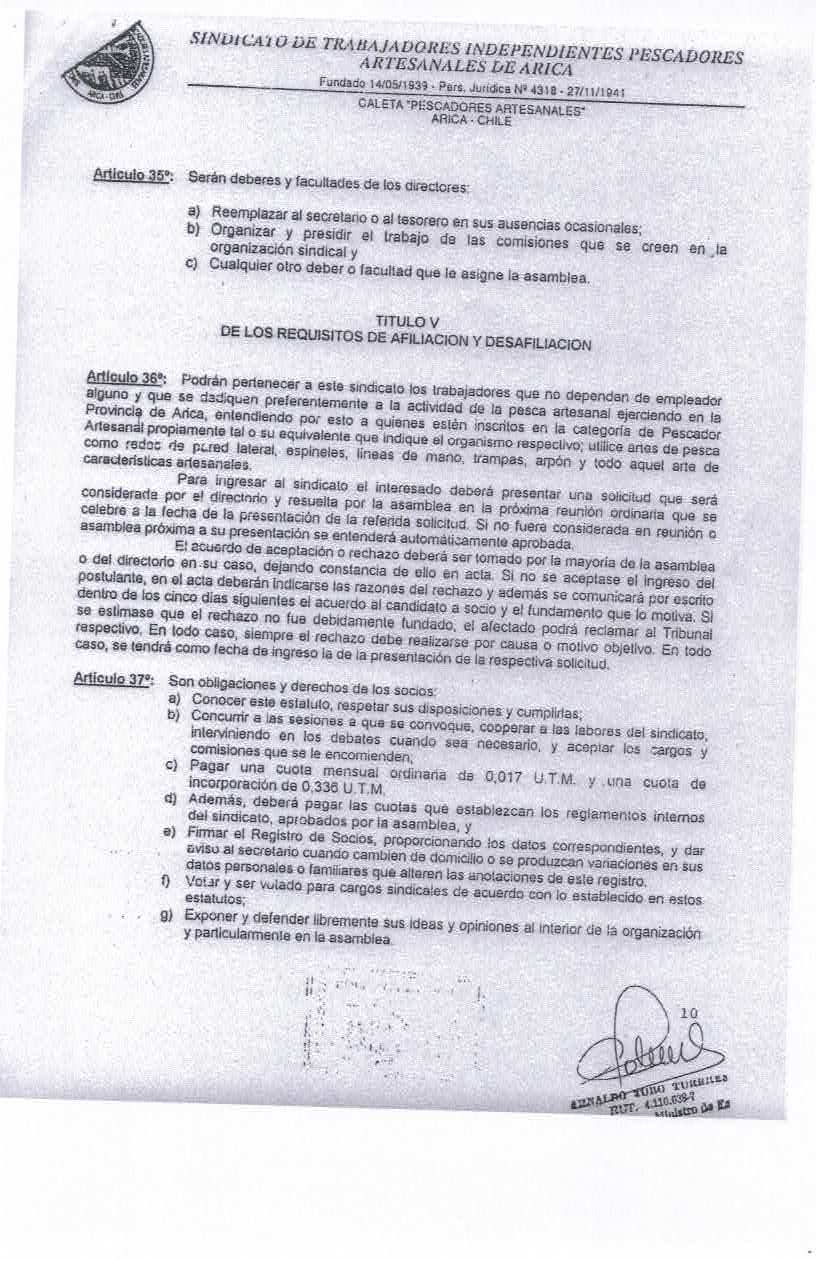 SINDICATO DE TRABAJADORES INDEPENDIENTES PESCADORES
ARTESANALES DE ARICA
Fundado 14/05/1939 - Pers. Jurídica Nº 4318 - 27/11/1941
CALETA "PESCADORES ARTESANALES"
ARICA - CHILE
ARICA - CHILE
Artículo 35º: Serán deberes y facultades de los directores:
a) Reemplazar al secretario o al tesorero en sus ausencias ocasionales;
b) Organizar y presidir el trabajo de las comisiones que se creen en la
organización sindical y
c) Cualquier otro deber o facultad que le asigne la asamblea.
TITULO V
DE LOS REQUISITOS DE AFILIACION Y DESAFILIACION
Artículo 36º: Podrán pertenecer a este sindicato los trabajadores que no dependan de empleador
alguno y que se dediquen preferentemente a la actividad de la pesca artesanal ejerciendo en la
Provincia de Arica, entendiendo por esto a quienes estén inscritos en la categoría de Pescador
Artesanal propiamente tal o su equivalente que indique el organismo respectivo; utilice artes de pesca
como redes de pared lateral, espineles, líneas de mano, trampas, arpón y todo aquel arte de
características artesanales.
Para ingresar al sindicato el interesado deberá presentar una solicitud que será
considerada por el directorio y resuelta por la asamblea en la próxima reunión ordinaria que se
celebre a la fecha de la presentación de la referida solicitud. Si no fuere considerada en reunión o
asamblea próxima a su presentación se entenderá automáticamente aprobada.
El acuerdo de aceptación o rechazo deberá ser tomado por la mayoría de la asamblea
o del directorio en su caso, dejando constancia de ello en acta. Si no se aceptase el ingreso del
postulante, en el acta deberán indicarse las razones del rechazo y además se comunicará por escrito
dentro de los cinco días siguientes el acuerdo al candidato a socio y el fundamento que lo motiva. Si
se estimase que el rechazo no fue debidamente fundado, el afectado podrá reclamar al Tribunal
respectivo. En todo caso, siempre el rechazo debe realizarse por causa o motivo objetivo. En todo
caso, se tendrá como fecha de ingreso la de la presentación de la respectiva solicitud.
Artículo 37º: Son obligaciones y derechos de los socios:
a) Conocer este estatuto, respetar sus disposiciones y cumplirlas;
b) Concurrir a las sesiones a que se convoque, cooperar a las labores del sindicato,
interviniendo en los debates cuando sea necesario, y aceptar los cargos y
comisiones que se le encomienden;
c) Pagar una cuota mensual ordinaria de 0,017 U.T.M. y una cuota de
incorporación de 0,336 U.T.M.
d) Además, deberá pagar las cuotas que establezcan los reglamentos internos
del sindicato, aprobados por la asamblea, y
e) Firmar el Registro de Socios, proporcionando los datos correspondientes, y dar
aviso al secretario cuando cambien de domicilio o se produzcan variaciones en sus
datos personales o familiares que alteren las anotaciones de este registro.
f) Votar y ser votado para cargos sindicales de acuerdo con lo establecido en estos
estatutos;
g) Exponer y defender libremente sus ideas y opiniones al interior de la organización
y particularmente en la asamblea.
10
RUT. 4.110.639-7
Ministro de Fe